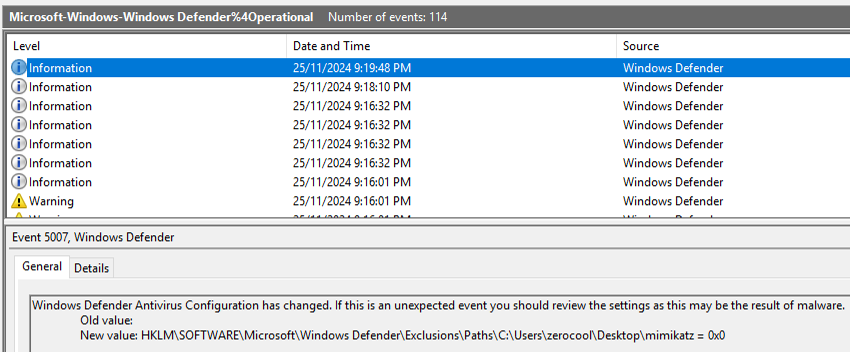 Microsoft-Windows-Windows Defender%4Operational Number of events: 114
Level Date and Time Source
Information 25/11/2024 9:19:48 PM Windows Defender
Information 25/11/2024 9:18:10 PM Windows Defender
Information 25/11/2024 9:16:32 PM Windows Defender
Information 25/11/2024 9:16:32 PM Windows Defender
Information 25/11/2024 9:16:32 PM Windows Defender
Information 25/11/2024 9:16:32 PM Windows Defender
Information 25/11/2024 9:16:01 PM Windows Defender
Warning 25/11/2024 9:16:01 PM Windows Defender
Event 5007, Windows Defender
General Details
Windows Defender Antivirus Configuration has changed. If this is an unexpected event you should review the settings as this may be the result of malware.
Old value:
New value: HKLM\SOFTWARE\Microsoft\Windows Defender\Exclusions\Paths\C:\Users\zerocool\Desktop\mimikatz = 0x0